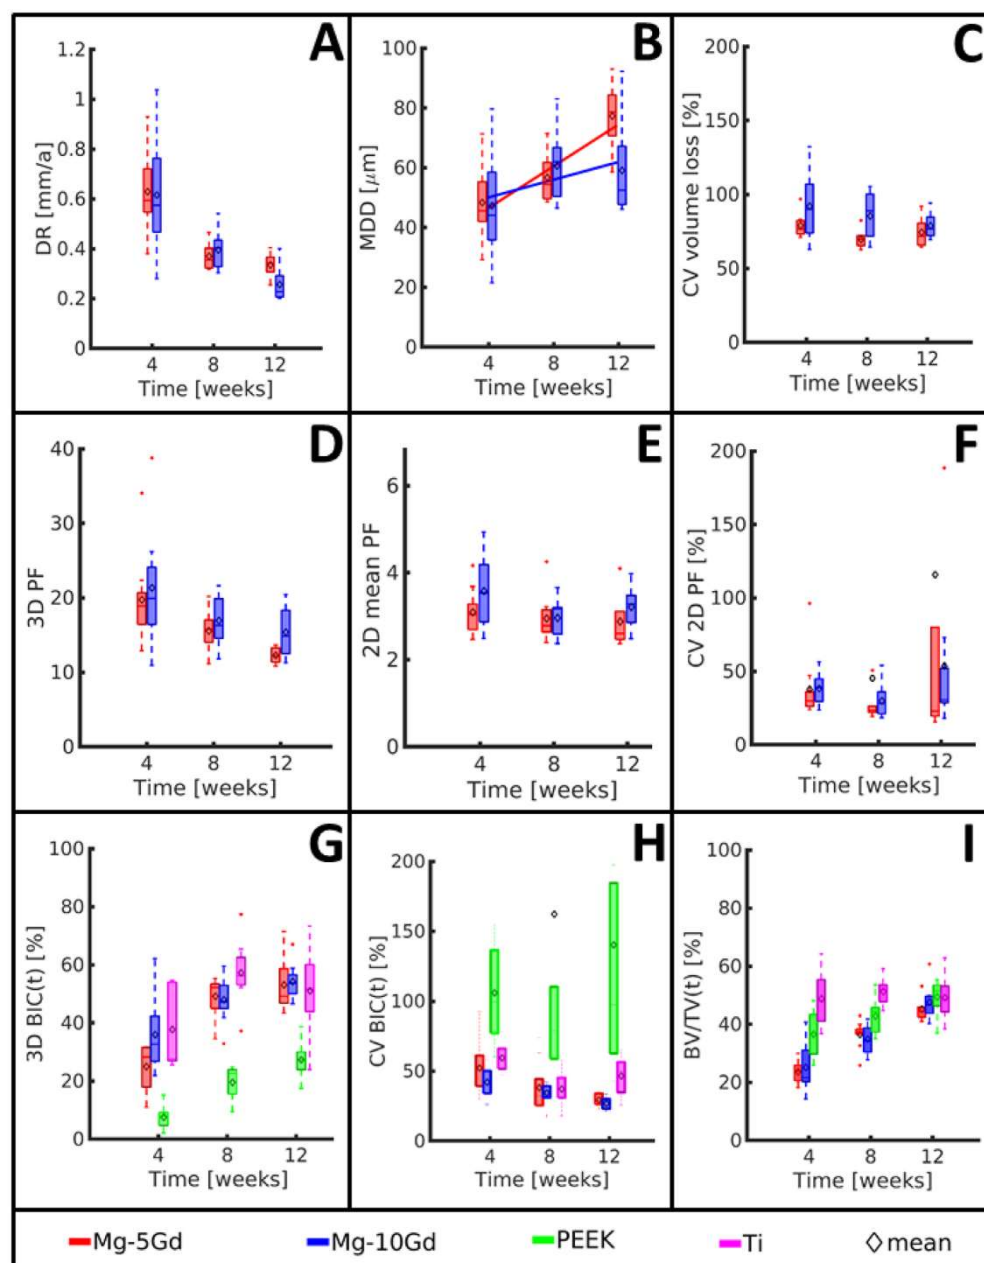 A
DR [mm/a]
1.2
1
0.8
0.6
0.4
0.2
0
4 8 12
Time [weeks]
B
MDD [μm]
100
80
60
40
20
0
4 8 12
Time [weeks]
C
CV volume loss [%]
200
150
100
50
0
4 8 12
Time [weeks]
D
3D PF
40
30
20
10
0
4 8 12
Time [weeks]
E
2D mean PF
6
4
2
0
4 8 12
Time [weeks]
F
CV 2D PF [%]
200
150
100
50
0
4 8 12
Time [weeks]
G
3D BIC(t) [%]
100
80
60
40
20
0
4 8 12
Time [weeks]
H
CV BIC(t) [%]
200
150
100
50
0
4 8 12
Time [weeks]
I
BV/TV(t) [%]
100
80
60
40
20
0
4 8 12
Time [weeks]
Mg-5Gd Mg-10Gd PEEK Ti mean